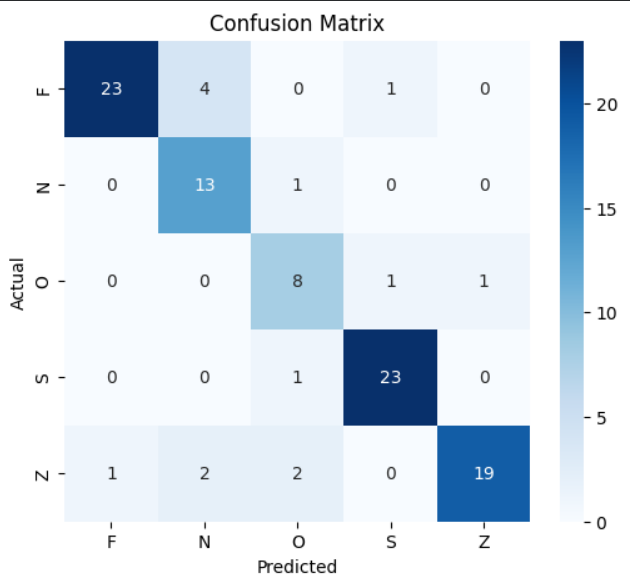 Confusion Matrix
F 23 4 0 1 0
N 0 13 1 0 0
O 0 0 8 1 1
S 0 0 1 23 0
Z 1 2 2 0 19
F N O S Z
Predicted
Actual
20
15
10
5
0